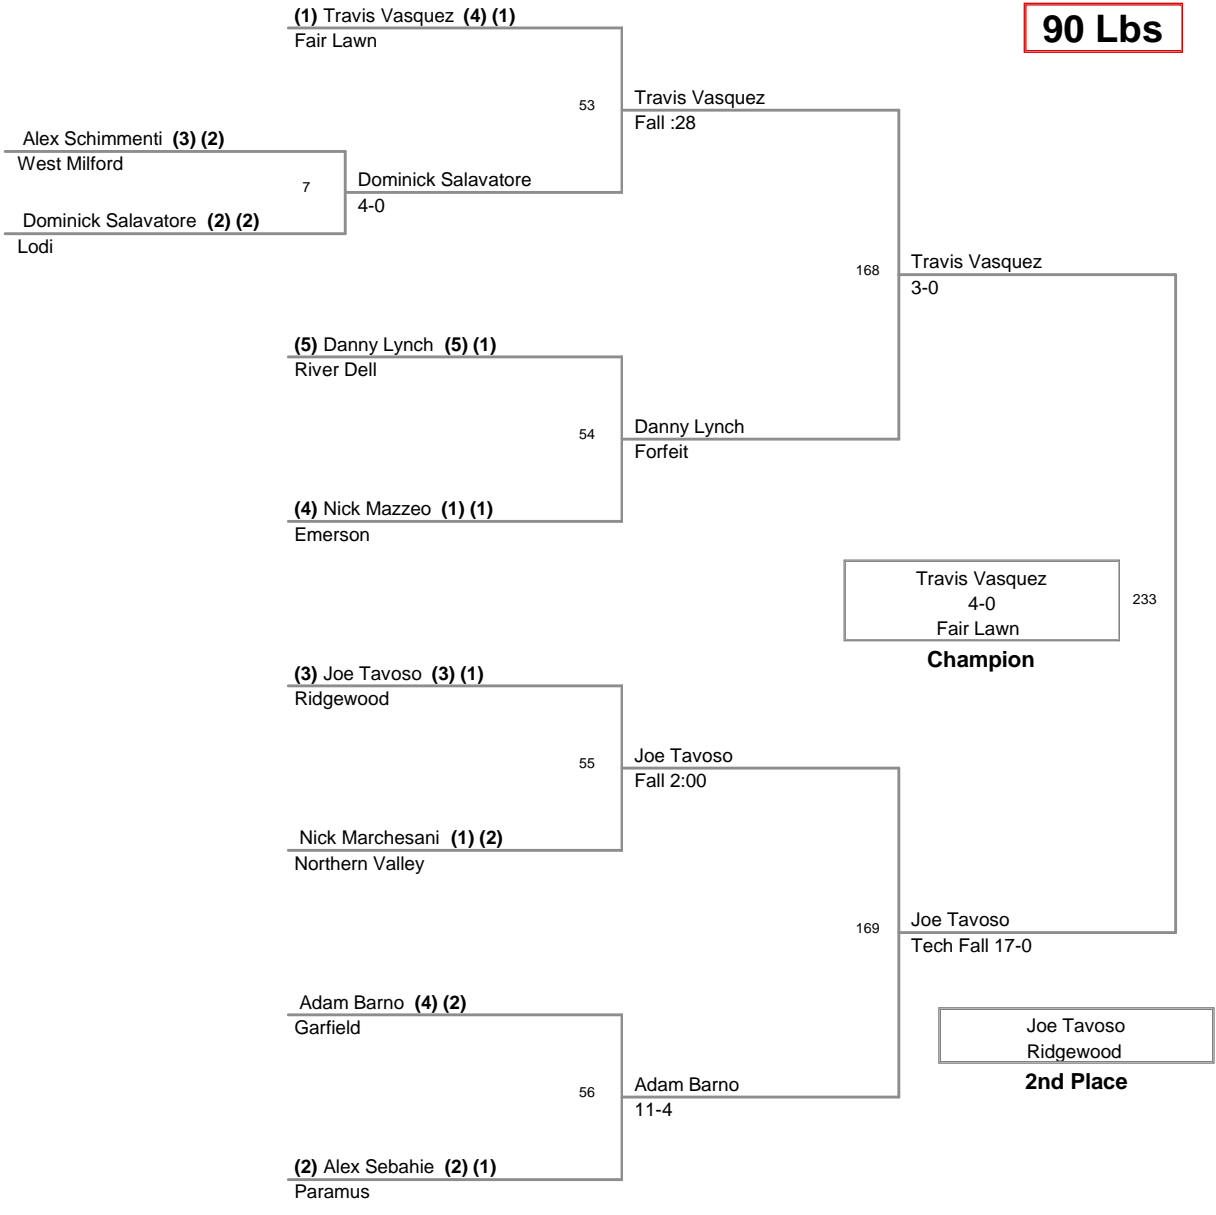 (1) Travis Vasquez (4) (1)
Fair Lawn
90 Lbs
53
Travis Vasquez
Fall :28
Alex Schimmenti (3) (2)
West Milford
7
Dominick Salavatore
4-0
Dominick Salavatore (2) (2)
Lodi
168
Travis Vasquez
3-0
(5) Danny Lynch (5) (1)
River Dell
54
Danny Lynch
Forfeit
(4) Nick Mazzeo (1) (1)
Emerson
Travis Vasquez
4-0
Fair Lawn
233
Champion
(3) Joe Tavoso (3) (1)
Ridgewood
55
Joe Tavoso
Fall 2:00
Nick Marchesani (1) (2)
Northern Valley
169
Joe Tavoso
Tech Fall 17-0
Adam Barno (4) (2)
Garfield
Joe Tavoso
Ridgewood
2nd Place
56
Adam Barno
11-4
(2) Alex Sebahie (2) (1)
Paramus